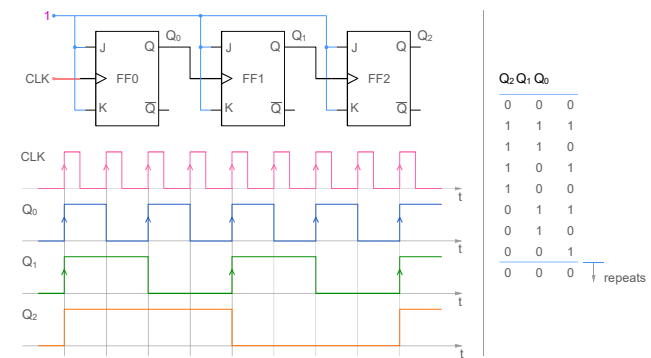 1
Q₀ Q₁ Q₂
J Q J Q J Q
CLK FF0 FF1 FF2
K Q̅ K Q̅ K Q̅
CLK
t
Q₀
t
Q₁
t
Q₂
t
Q₂ Q₁ Q₀
0 0 0
1 1 1
1 1 0
1 0 1
1 0 0
0 1 1
0 1 0
0 0 1
0 0 0
repeats